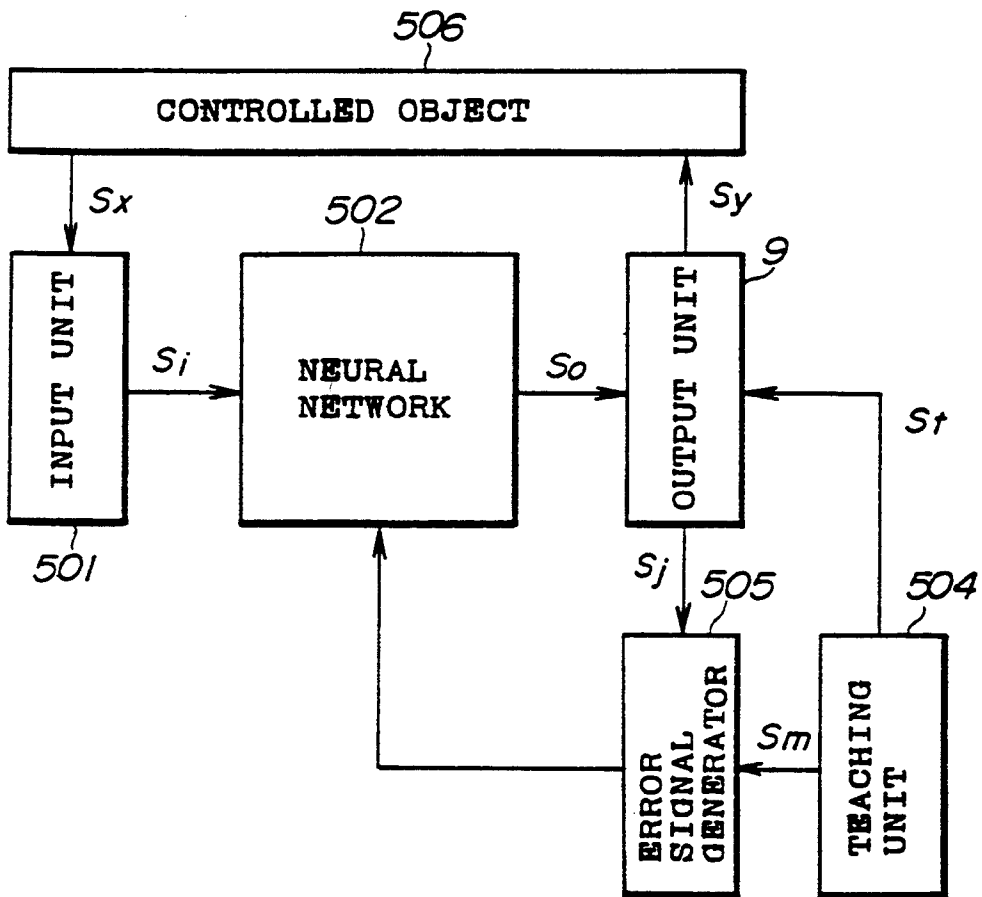 506
CONTROLLED OBJECT
Sx
Sy
502
9
INPUT UNIT
Si
NEURAL
NETWORK
So
OUTPUT UNIT
St
501
Sj
505
504
ERROR
SIGNAL
GENERATOR
Sm
TEACHING
UNIT